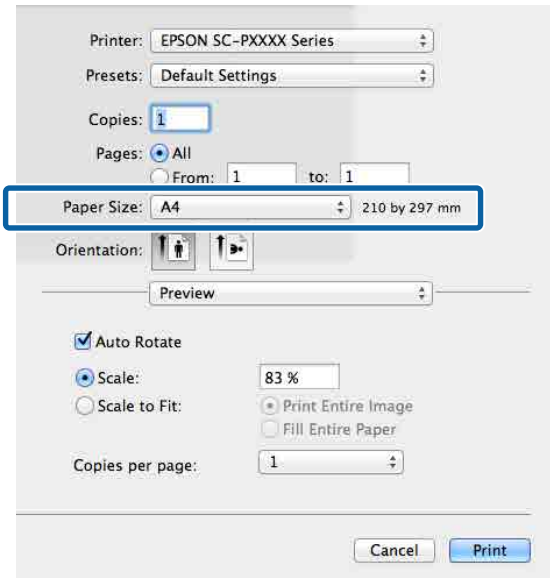 Printer: EPSON SC-PXXXX Series
Presets: Default Settings
Copies: 1
Pages: All
From: 1 to: 1
Paper Size: A4 210 by 297 mm
Orientation:
Preview
Auto Rotate
Scale: 83 %
Scale to Fit: Print Entire Image
Fill Entire Paper
Copies per page: 1
Cancel Print